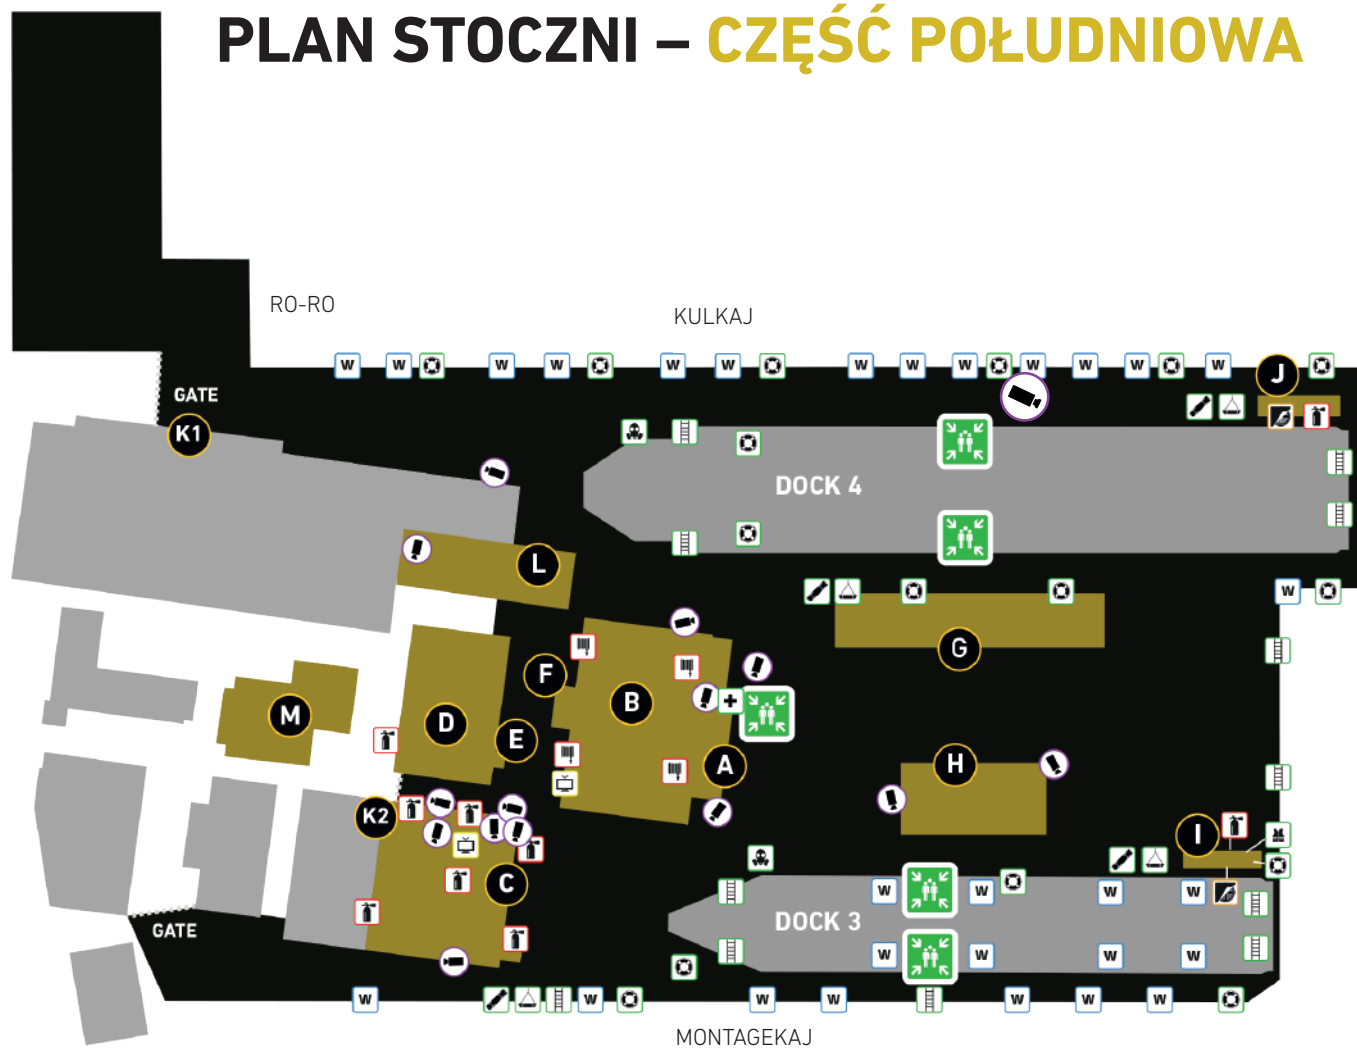 PLAN STOCZNI – CZĘŚĆ POŁUDNIOWA
RO-RO
KULKAJ
W W W W W W W W W W W W W
J
GATE
K1
DOCK 4
L
W
G
F
M
D
E
B
A
H
K2
I
C
W W W W
DOCK 3
GATE
W W W W
W W W W W W W
MONTAGEKAJ